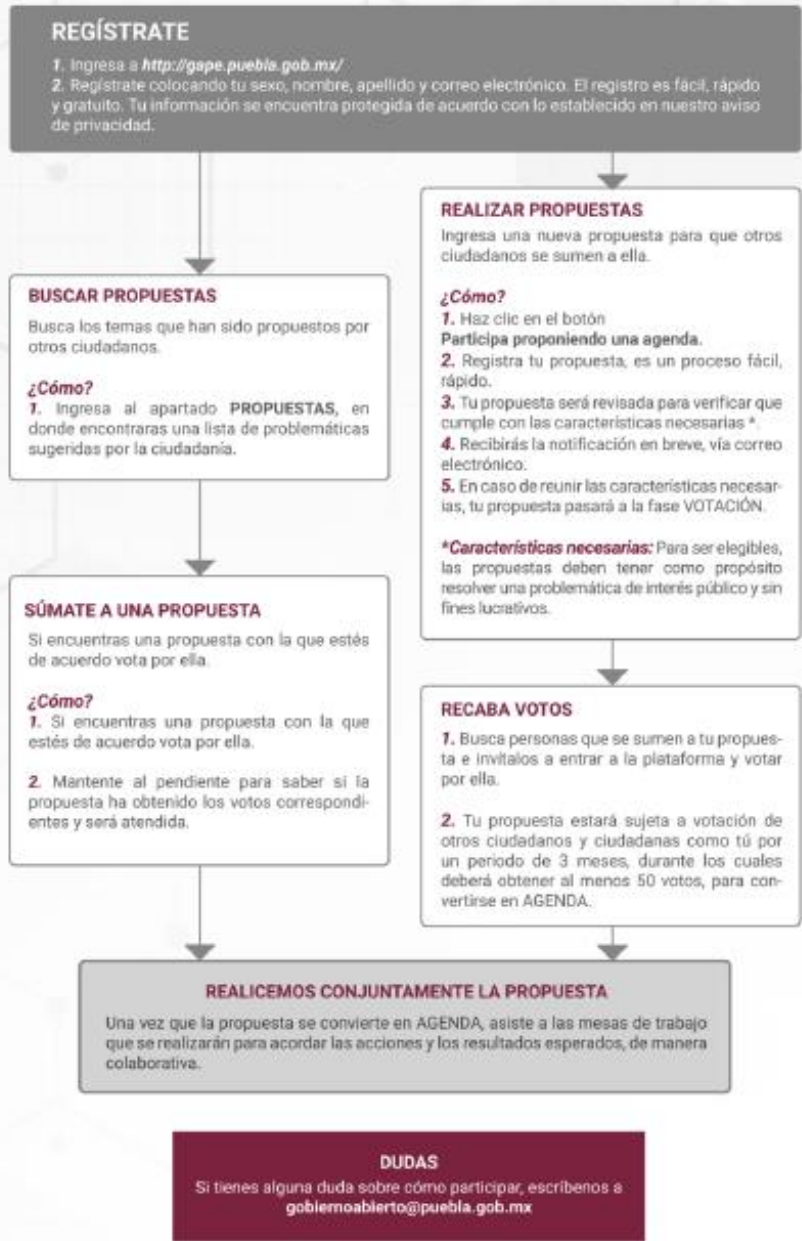 REGÍSTRATE
1. Ingresa a http://gape.puebla.gob.mx/
2. Regístrate colocando tu sexo, nombre, apellido y correo electrónico. El registro es fácil, rápido
y gratuito. Tu información se encuentra protegida de acuerdo con lo establecido en nuestro aviso
de privacidad.
BUSCAR PROPUESTAS
Busca los temas que han sido propuestos por
otros ciudadanos.
¿Cómo?
1. Ingresa al apartado PROPUESTAS, en
donde encontraras una lista de problemáticas
sugeridas por la ciudadanía.
SÚMATE A UNA PROPUESTA
Si encuentras una propuesta con la que estés
de acuerdo vota por ella.
¿Cómo?
1. Si encuentras una propuesta con la que
estés de acuerdo vota por ella.
2. Mantente al pendiente para saber si la
propuesta ha obtenido los votos correspondi-
entes y será atendida.
REALIZAR PROPUESTAS
Ingresa una nueva propuesta para que otros
ciudadanos se sumen a ella.
¿Cómo?
1. Haz clic en el botón
Participa proponiendo una agenda.
2. Registra tu propuesta, es un proceso fácil,
rápido.
3. Tu propuesta será revisada para verificar que
cumple con las características necesarias *.
4. Recibirás la notificación en breve, vía correo
electrónico.
5. En caso de reunir las características necesar-
ias, tu propuesta pasará a la fase VOTACIÓN.
*Características necesarias: Para ser elegibles,
las propuestas deben tener como propósito
resolver una problemática de interés público y sin
fines lucrativos.
RECABA VOTOS
1. Busca personas que se sumen a tu propues-
ta e invítalos a entrar a la plataforma y votar
por ella.
2. Tu propuesta estará sujeta a votación de
otros ciudadanos y ciudadanas como tú por
un periodo de 3 meses, durante los cuales
deberá obtener al menos 50 votos, para con-
vertirse en AGENDA.
REALICEMOS CONJUNTAMENTE LA PROPUESTA
Una vez que la propuesta se convierte en AGENDA, asiste a las mesas de trabajo
que se realizarán para acordar las acciones y los resultados esperados, de manera
colaborativa.
DUDAS
Si tienes alguna duda sobre cómo participar, escríbenos a
gobiernoabierto@puebla.gob.mx